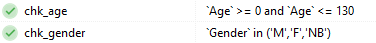 chk_age `Age` >= 0 and `Age` <= 130
chk_gender `Gender` in ('M','F','NB')